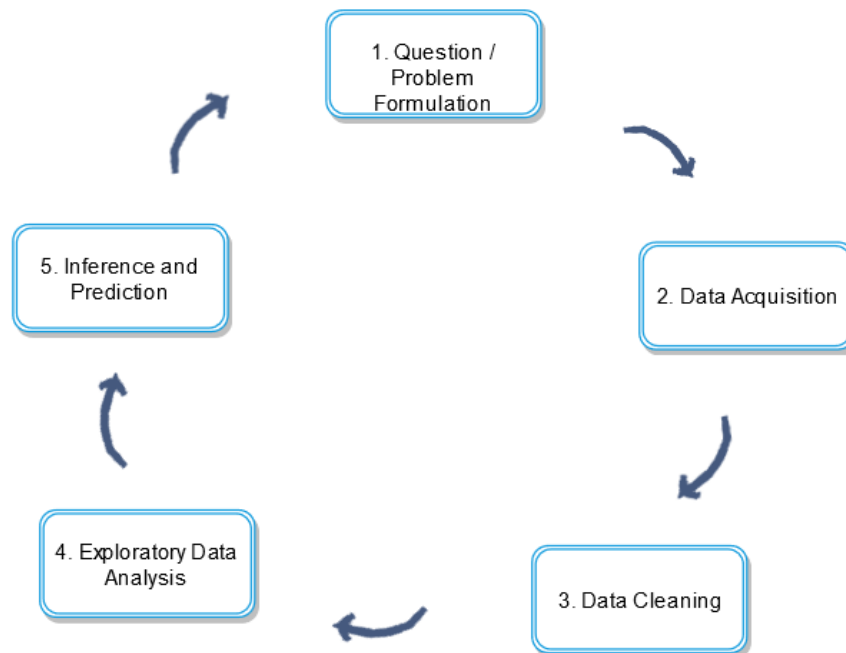 1. Question /
Problem
Formulation
2. Data Acquisition
3. Data Cleaning
4. Exploratory Data
Analysis
5. Inference and
Prediction